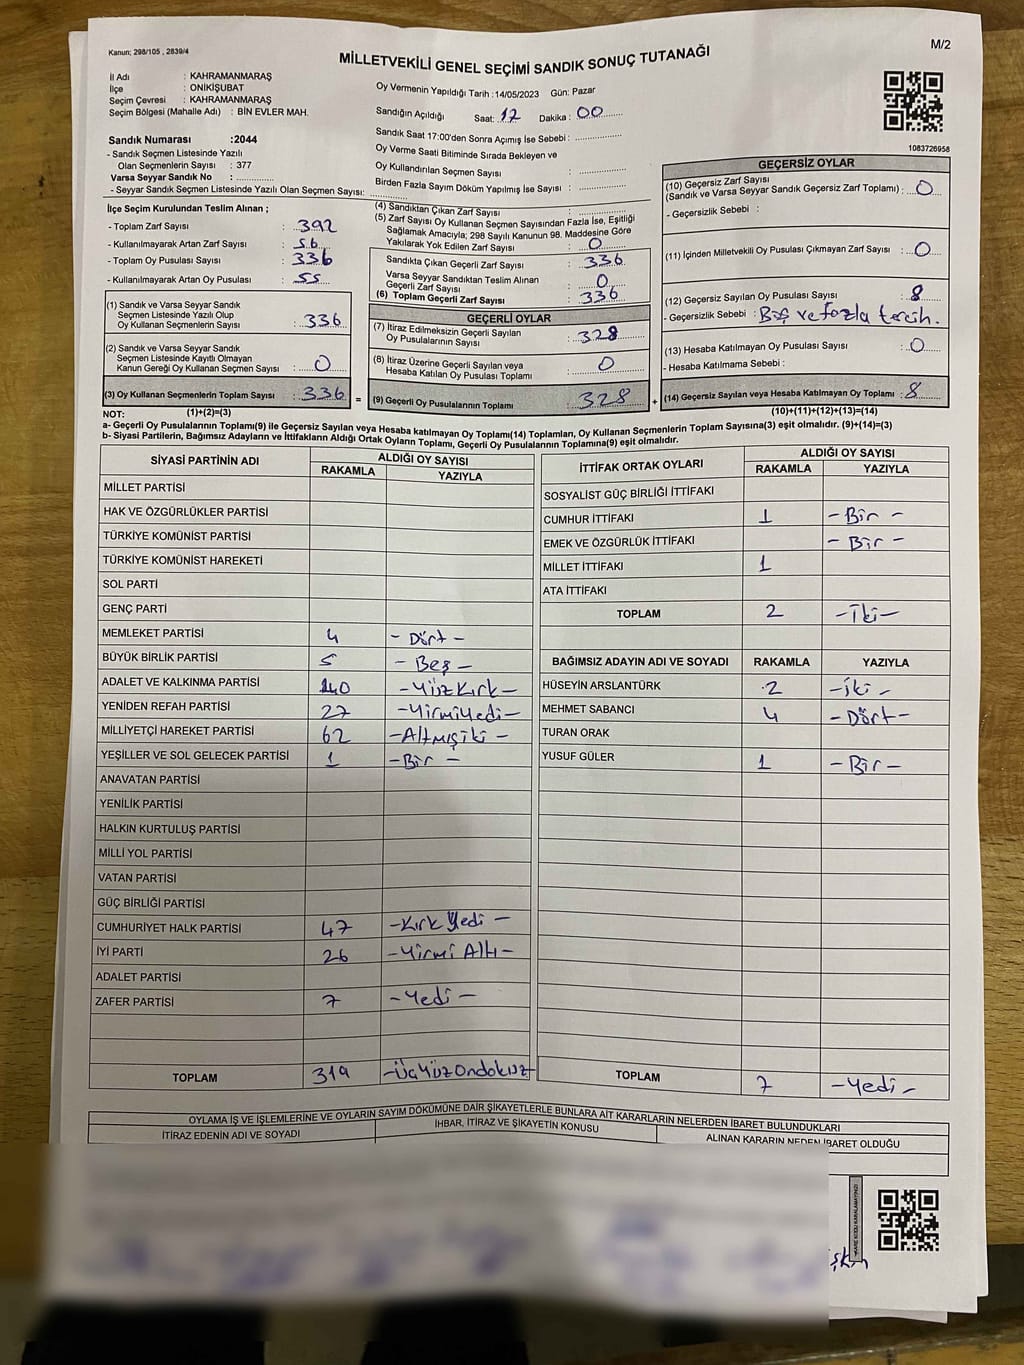 Kanun; 298/105 , 2839/4
M/2
MİLLETVEKİLİ GENEL SEÇİMİ SANDIK SONUÇ TUTANAĞI
İl Adı : KAHRAMANMARAŞ
İlçe : ONİKİŞUBAT
Seçim Çevresi : KAHRAMANMARAŞ
Seçim Bölgesi (Mahalle Adı) : BİN EVLER MAH.
Sandık Numarası :2044
- Sandık Seçmen Listesinde Yazılı
Olan Seçmenlerin Sayısı : 377
Varsa Seyyar Sandık No : ..............
- Seyyar Sandık Seçmen Listesinde Yazılı Olan Seçmen Sayısı: ..............
Oy Vermenin Yapıldığı Tarih :14/05/2023 Gün: Pazar
Sandığın Açıldığı Saat: 17 Dakika : 00
Sandık Saat 17:00'den Sonra Açımış İse Sebebi : ..............
Oy Verme Saati Bitiminde Sırada Bekleyen ve
Oy Kullandırılan Seçmen Sayısı : ..............
Birden Fazla Sayım Döküm Yapılmış İse Sayısı : ..............
1083726958
İlçe Seçim Kurulundan Teslim Alınan ;
- Toplam Zarf Sayısı : 392
- Kullanılmayarak Artan Zarf Sayısı : 56
- Toplam Oy Pusulası Sayısı : 336
- Kullanılmayarak Artan Oy Pusulası : 55
(4) Sandıktan Çıkan Zarf Sayısı : ..............
(5) Zarf Sayısı Oy Kullanan Seçmen Sayısından Fazla İse, Eşitliği
Sağlamak Amacıyla; 298 Sayılı Kanunun 98. Maddesine Göre
Yakılarak Yok Edilen Zarf Sayısı : 0
Sandıkta Çıkan Geçerli Zarf Sayısı : 336
Varsa Seyyar Sandıktan Teslim Alınan
Geçerli Zarf Sayısı : 0
(6) Toplam Geçerli Zarf Sayısı : 336
GEÇERSİZ OYLAR
(10) Geçersiz Zarf Sayısı
(Sandık ve Varsa Seyyar Sandık Geçersiz Zarf Toplamı) : 0
- Geçersizlik Sebebi :
(11) İçinden Milletvekili Oy Pusulası Çıkmayan Zarf Sayısı : 0
(12) Geçersiz Sayılan Oy Pusulası Sayısı : 8
- Geçersizlik Sebebi : ve fazla tercih.
(13) Hesaba Katılmayan Oy Pusulası Sayısı : 0
- Hesaba Katılmama Sebebi :
(14) Geçersiz Sayılan veya Hesaba Katılmayan Oy Toplamı : 8
(1) Sandık ve Varsa Seyyar Sandık
Seçmen Listesinde Yazılı Olup
Oy Kullanan Seçmenlerin Sayısı : 336
(2) Sandık ve Varsa Seyyar Sandık
Seçmen Listesinde Kayıtlı Olmayan
Kanun Gereği Oy Kullanan Seçmen Sayısı : 0
(3) Oy Kullanan Seçmenlerin Toplam Sayısı : 336 =
GEÇERLİ OYLAR
(7) İtiraz Edilmeksizin Geçerli Sayılan
Oy Pusulalarının Sayısı : 328
(8) İtiraz Üzerine Geçerli Sayılan veya
Hesaba Katılan Oy Pusulası Toplamı : 0
(9) Geçerli Oy Pusulalarının Toplamı : 328 +
NOT: (1)+(2)=(3)
(10)+(11)+(12)+(13)=(14)
a- Geçerli Oy Pusulalarının Toplamı(9) ile Geçersiz Sayılan veya Hesaba katılmayan Oy Toplamı(14) Toplamları, Oy Kullanan Seçmenlerin Toplam Sayısına(3) eşit olmalıdır. (9)+(14)=(3)
b- Siyasi Partilerin, Bağımsız Adayların ve İttifakların Aldığı Ortak Oyların Toplamı, Geçerli Oy Pusulalarının Toplamına(9) eşit olmalıdır.
SİYASİ PARTİNİN ADI ALDIĞI OY SAYISI
RAKAMLA YAZIYLA
MİLLET PARTİSİ
HAK VE ÖZGÜRLÜKLER PARTİSİ
TÜRKİYE KOMÜNİST PARTİSİ
TÜRKİYE KOMÜNİST HAREKETİ
SOL PARTİ
GENÇ PARTİ
MEMLEKET PARTİSİ 4 - Dört -
BÜYÜK BİRLİK PARTİSİ 5 - Beş -
ADALET VE KALKINMA PARTİSİ 140 - Yüzkırk -
YENİDEN REFAH PARTİSİ 27 - Yirmiyedi -
MİLLİYETÇİ HAREKET PARTİSİ 62 - Altmışiki -
YEŞİLLER VE SOL GELECEK PARTİSİ 1 - Bir -
ANAVATAN PARTİSİ
YENİLİK PARTİSİ
HALKIN KURTULUŞ PARTİSİ
MİLLİ YOL PARTİSİ
VATAN PARTİSİ
GÜÇ BİRLİĞİ PARTİSİ
CUMHURİYET HALK PARTİSİ 47 - Kırk Yedi -
İYİ PARTİ 26 - Yirmi Altı -
ADALET PARTİSİ
ZAFER PARTİSİ 7 - Yedi -
TOPLAM 319 - Üçyüzondokuz
İTTİFAK ORTAK OYLARI ALDIĞI OY SAYISI
RAKAMLA YAZIYLA
SOSYALİST GÜÇ BİRLİĞİ İTTİFAKI
CUMHUR İTTİFAKI 1 - Bir -
EMEK VE ÖZGÜRLÜK İTTİFAKI - Bir -
MİLLET İTTİFAKI 1
ATA İTTİFAKI
TOPLAM 2 - İki -
BAĞIMSIZ ADAYIN ADI VE SOYADI RAKAMLA YAZIYLA
HÜSEYİN ARSLANTÜRK 2 - İki -
MEHMET SABANCI 4 - Dört -
TURAN ORAK
YUSUF GÜLER 1 - Bir -
TOPLAM 7 - Yedi -
OYLAMA İŞ VE İŞLEMLERİNE VE OYLARIN SAYIM DÖKÜMÜNE DAİR ŞİKAYETLERLE BUNLARA AİT KARARLARIN NELERDEN İBARET BULUNDUKLARI
İTİRAZ EDENİN ADI VE SOYADI İHBAR, İTİRAZ VE ŞİKAYETİN KONUSU ALINAN KARARIN NEDEN İBARET OLDUĞU